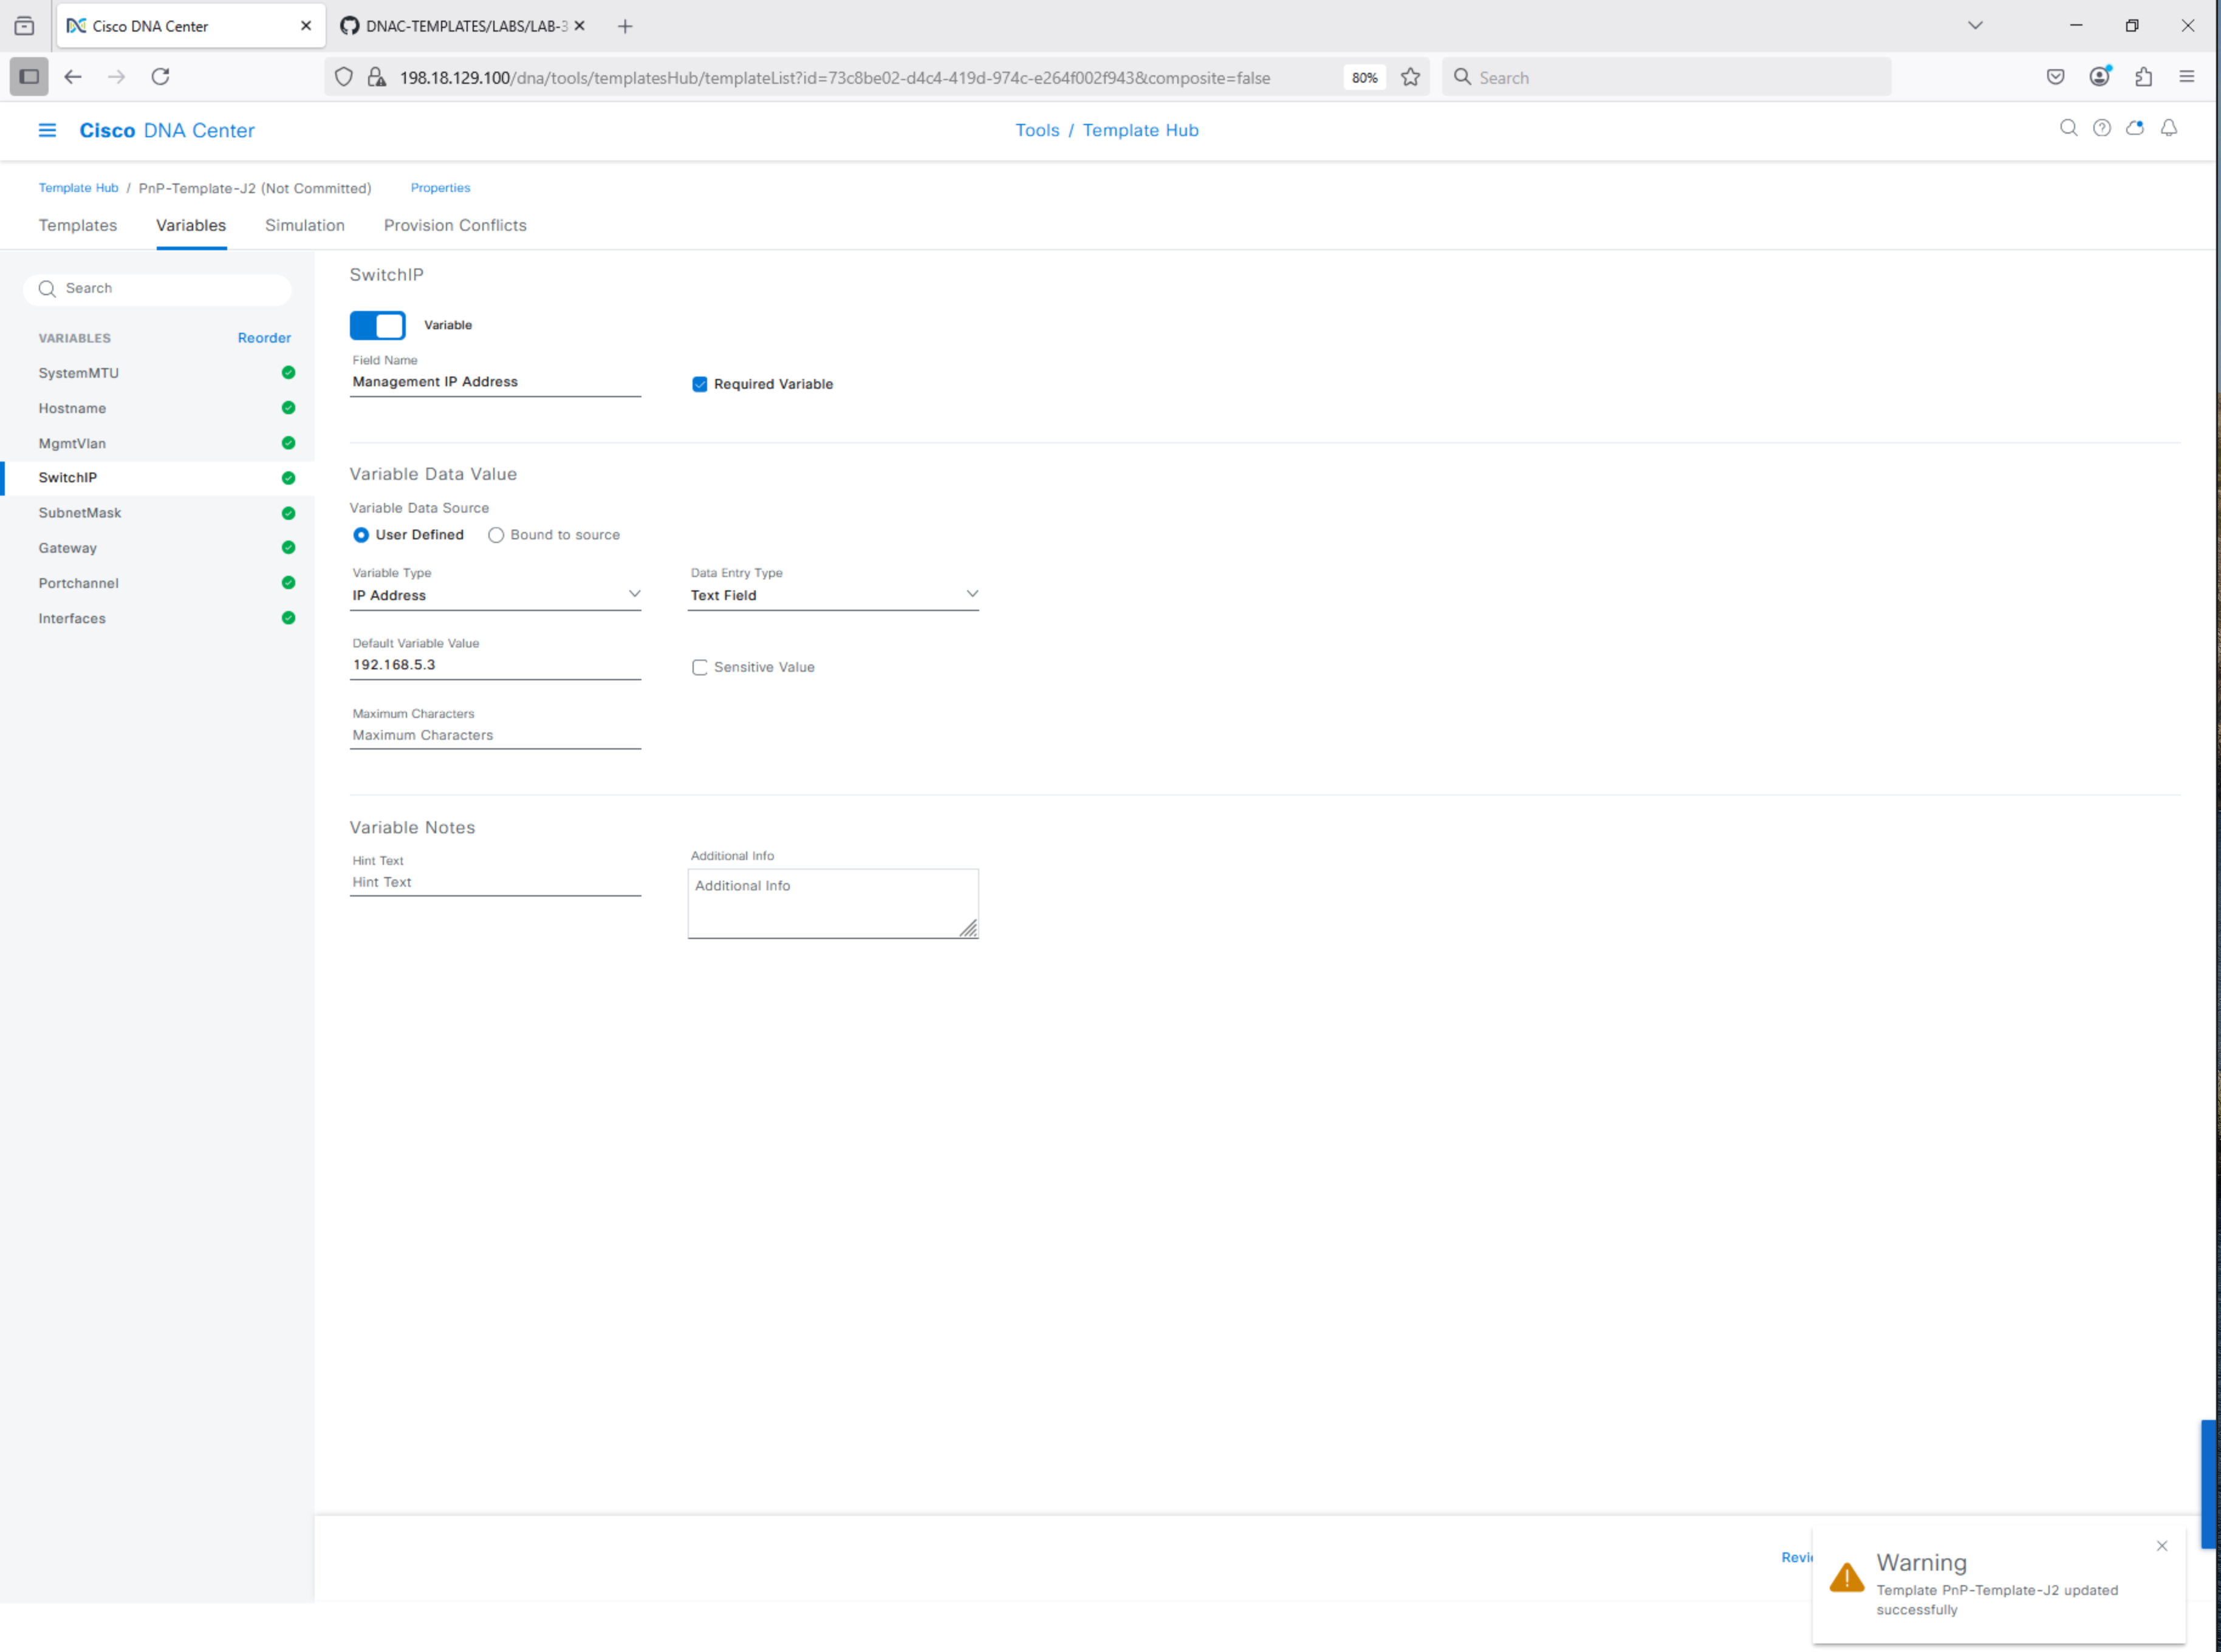 Cisco DNA Center
DNAC-TEMPLATES/LABS/LAB-3
198.18.129.100/dna/tools/templatesHub/templateList?id=73c8be02-d4c4-419d-974c-e264f002f943&composite=false
80%
Search
Cisco DNA Center
Tools / Template Hub
Template Hub / PnP-Template-J2 (Not Committed)
Properties
Templates
Variables
Simulation
Provision Conflicts
Search
VARIABLES
Reorder
SystemMTU
Hostname
MgmtVlan
SwitchIP
SubnetMask
Gateway
Portchannel
Interfaces
SwitchIP
Variable
Field Name
Management IP Address
Required Variable
Variable Data Value
Variable Data Source
User Defined
Bound to source
Variable Type
IP Address
Data Entry Type
Text Field
Default Variable Value
192.168.5.3
Sensitive Value
Maximum Characters
Maximum Characters
Variable Notes
Hint Text
Hint Text
Additional Info
Additional Info
Warning
Template PnP-Template-J2 updated
successfully